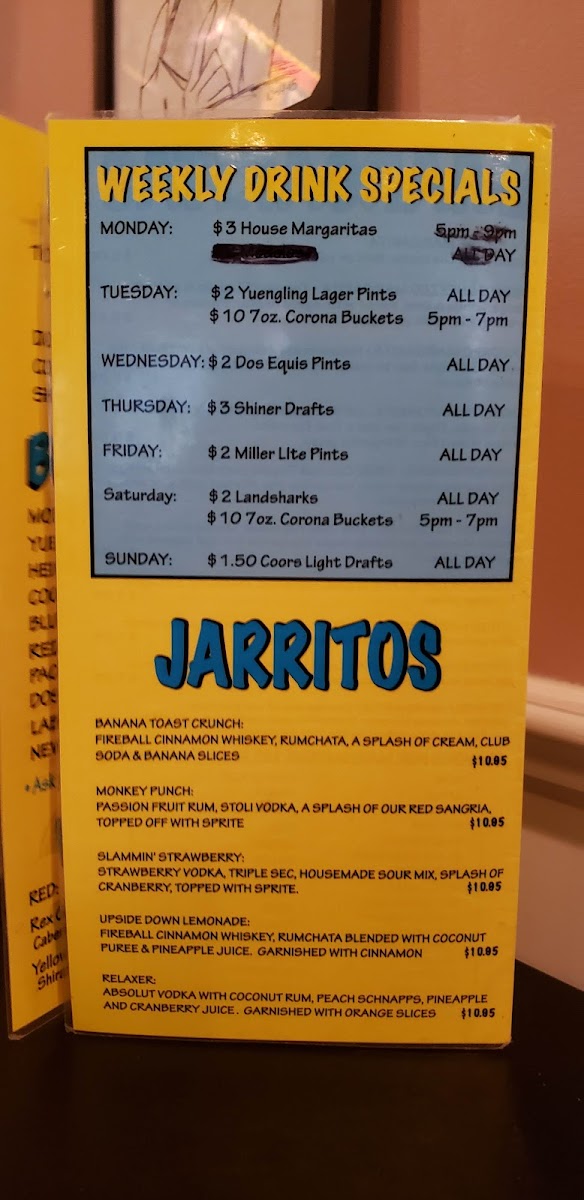 WEEKLY DRINK SPECIALS
MONDAY: $3 House Margaritas 5pm - 9pm
ALL DAY
TUESDAY: $2 Yuengling Lager Pints ALL DAY
$10 7oz. Corona Buckets 5pm - 7pm
WEDNESDAY: $2 Dos Equis Pints ALL DAY
THURSDAY: $3 Shiner Drafts ALL DAY
FRIDAY: $2 Miller LIte Pints ALL DAY
Saturday: $2 Landsharks ALL DAY
$10 7oz. Corona Buckets 5pm - 7pm
SUNDAY: $1.50 Coors Light Drafts ALL DAY
JARRITOS
BANANA TOAST CRUNCH:
FIREBALL CINNAMON WHISKEY, RUMCHATA, A SPLASH OF CREAM, CLUB
SODA & BANANA SLICES $10.95
MONKEY PUNCH:
PASSION FRUIT RUM, STOLI VODKA, A SPLASH OF OUR RED SANGRIA,
TOPPED OFF WITH SPRITE $10.95
SLAMMIN' STRAWBERRY:
STRAWBERRY VODKA, TRIPLE SEC, HOUSEMADE SOUR MIX, SPLASH OF
CRANBERRY, TOPPED WITH SPRITE. $10.95
UPSIDE DOWN LEMONADE:
FIREBALL CINNAMON WHISKEY, RUMCHATA BLENDED WITH COCONUT
PUREE & PINEAPPLE JUICE. GARNISHED WITH CINNAMON $10.95
RELAXER:
ABSOLUT VODKA WITH COCONUT RUM, PEACH SCHNAPPS, PINEAPPLE
AND CRANBERRY JUICE. GARNISHED WITH ORANGE SLICES $10.95
RED:
Rex